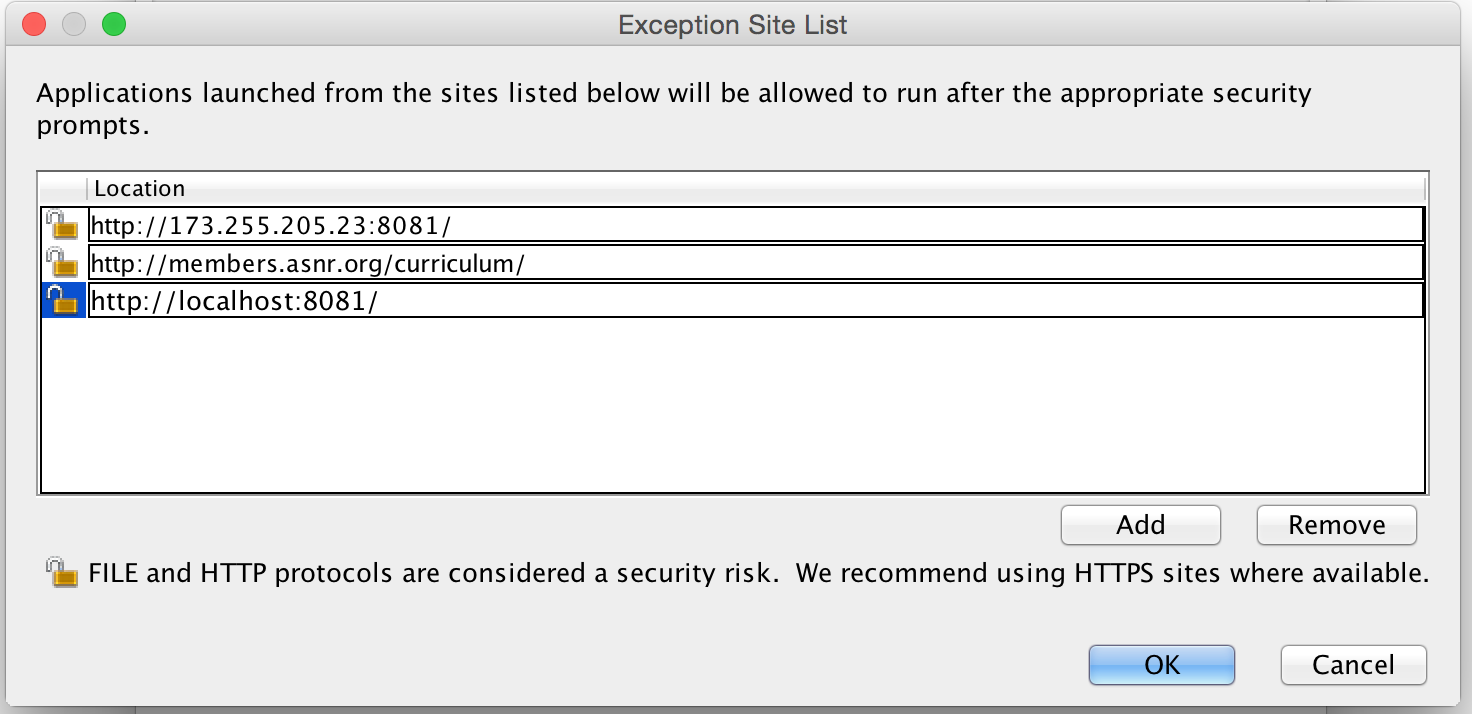 Exception Site List
Applications launched from the sites listed below will be allowed to run after the appropriate security
prompts.
Location
http://173.255.205.23:8081/
http://members.asnr.org/curriculum/
http://localhost:8081/
Add Remove
FILE and HTTP protocols are considered a security risk.  We recommend using HTTPS sites where available.
OK Cancel